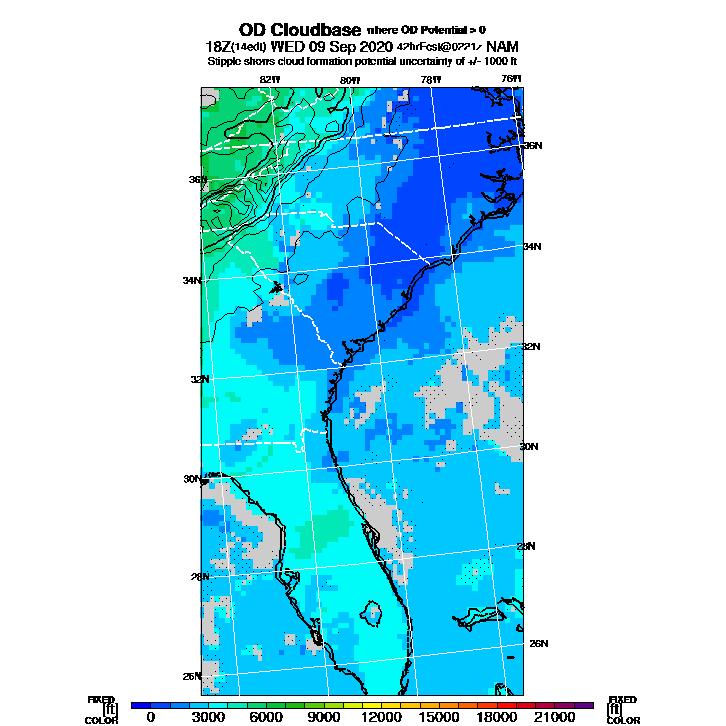 OD Cloudbase where OD Potential > 0
18Z(14edt) WED 09 Sep 2020 42hrFcst@0221z NAM
Stipple shows cloud formation potential uncertainty of +/- 1000 ft
82W 80W 78W 76W
36N 36N
34N 34N
32N 32N
30N 30N
28N 28N
26N 26N
FIXED FIXED
[ft] [ft]
COLOR COLOR
0 3000 6000 9000 12000 15000 18000 21000